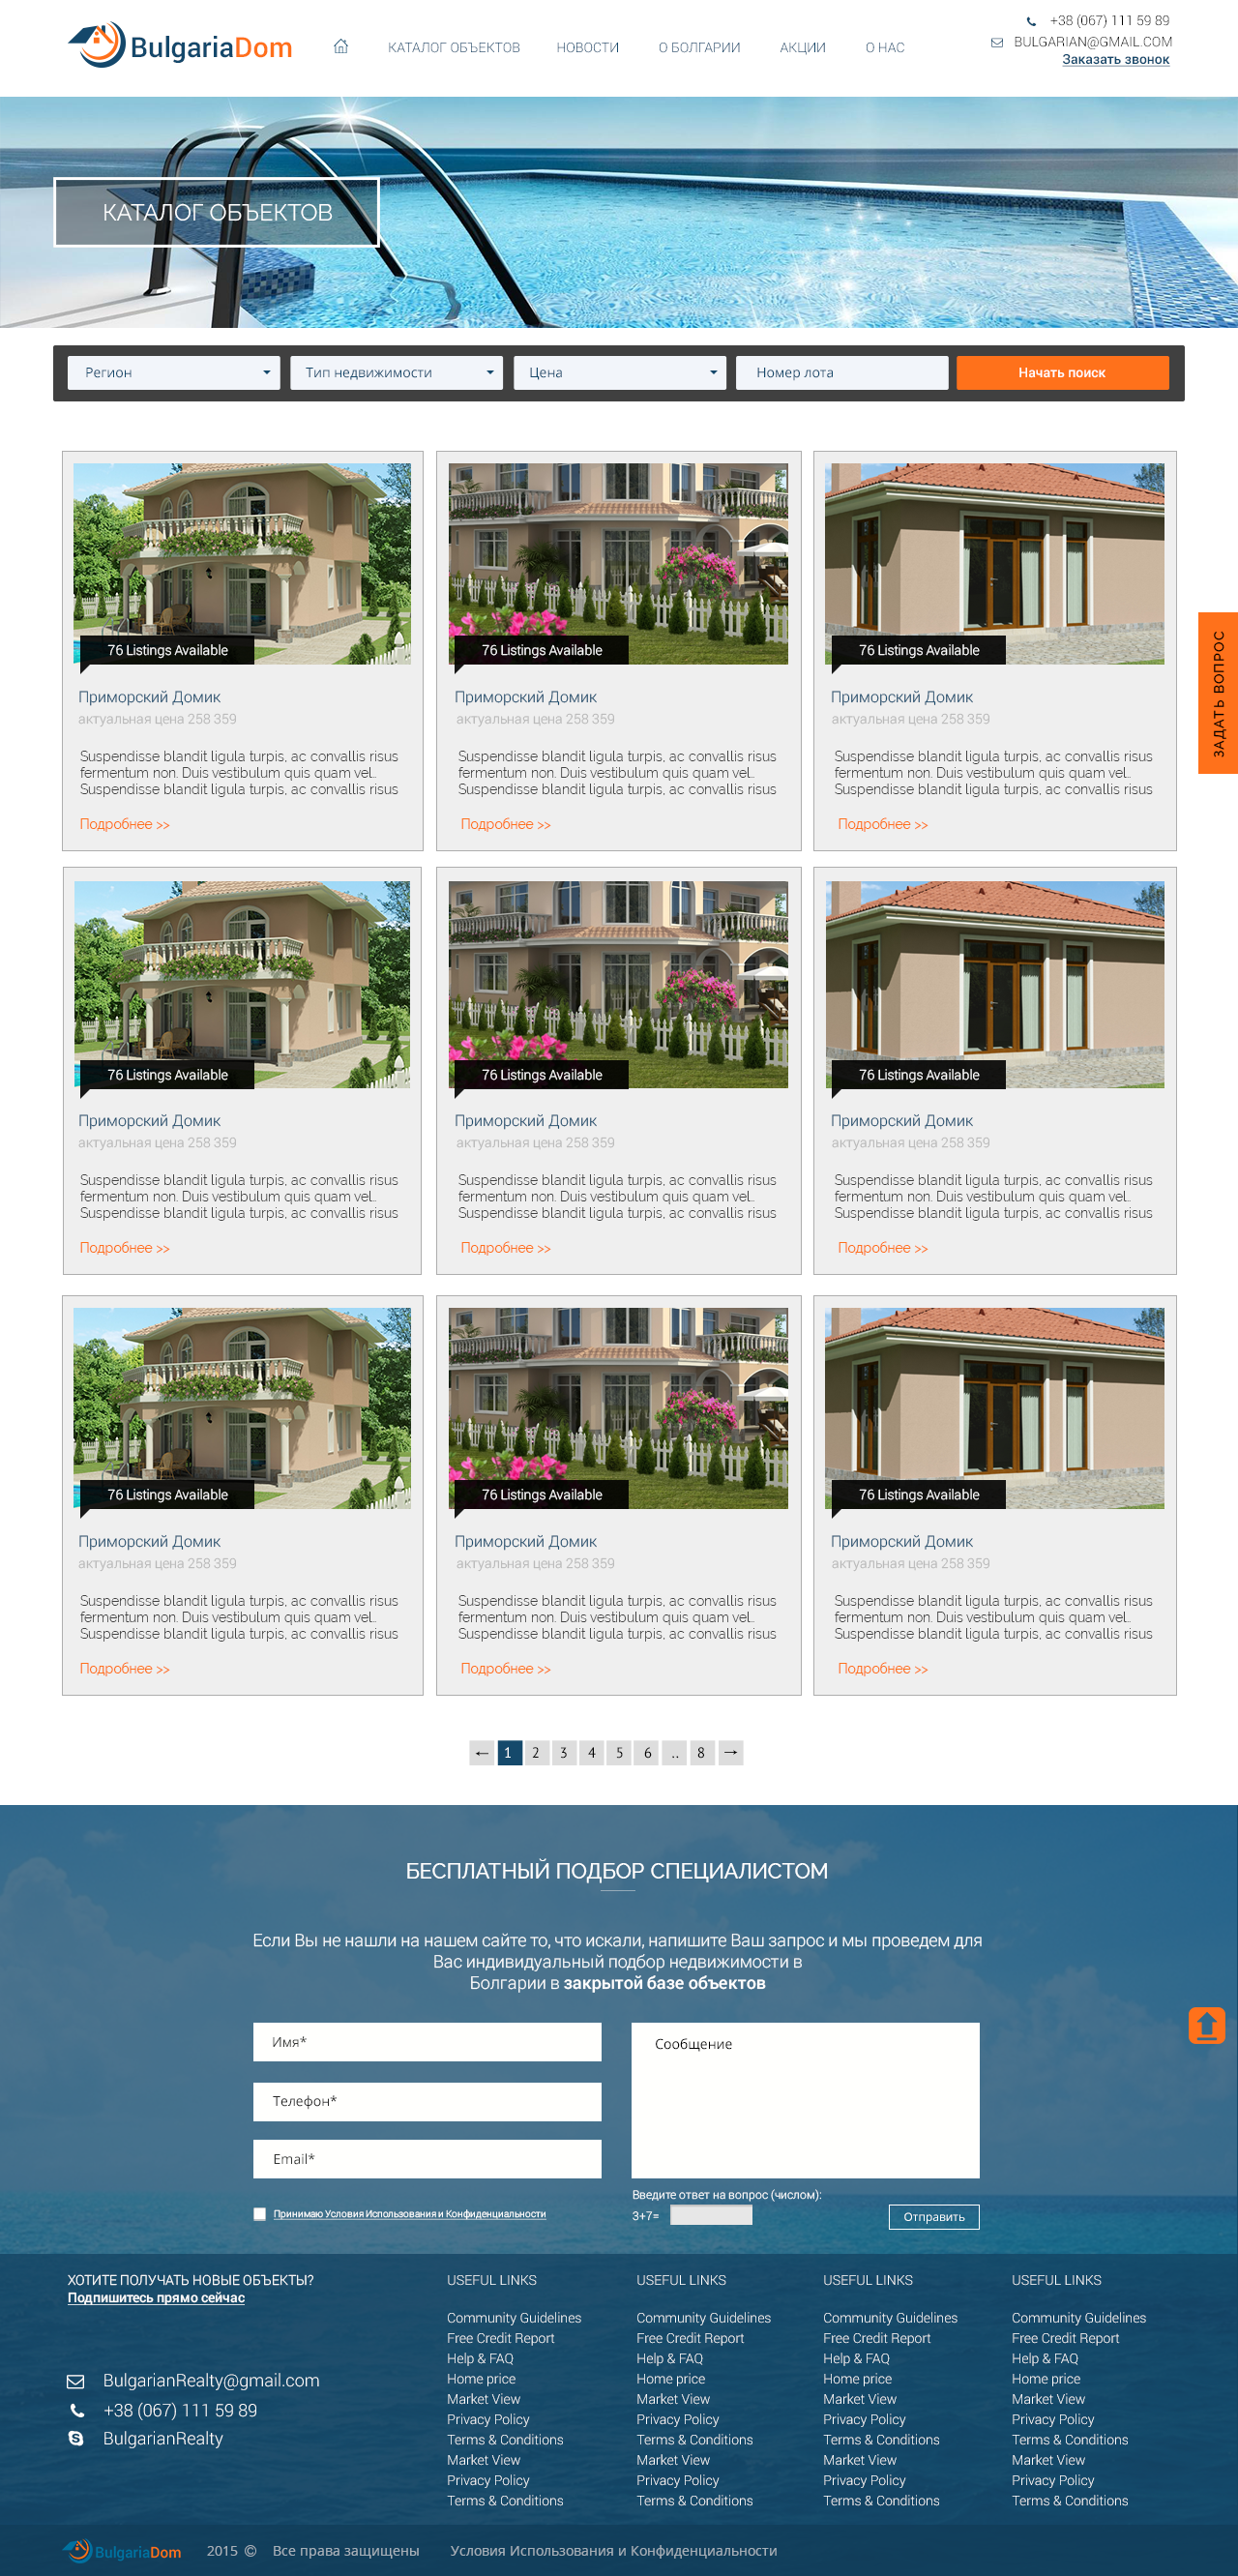 BulgariaDom
КАТАЛОГ ОБЪЕКТОВ
НОВОСТИ
О БОЛГАРИИ
АКЦИИ
О НАС
+38 (067) 111 59 89
BULGARIAN@GMAIL.COM
Заказать звонок
КАТАЛОГ ОБЪЕКТОВ
Регион
Тип недвижимости
Цена
Номер лота
Начать поиск
76 Listings Available
Приморский Домик
актуальная цена 258 359
Suspendisse blandit ligula turpis, ac convallis risus
fermentum non. Duis vestibulum quis quam vel..
Suspendisse blandit ligula turpis, ac convallis risus
Подробнее >>
76 Listings Available
Приморский Домик
актуальная цена 258 359
Suspendisse blandit ligula turpis, ac convallis risus
fermentum non. Duis vestibulum quis quam vel..
Suspendisse blandit ligula turpis, ac convallis risus
Подробнее >>
76 Listings Available
Приморский Домик
актуальная цена 258 359
Suspendisse blandit ligula turpis, ac convallis risus
fermentum non. Duis vestibulum quis quam vel..
Suspendisse blandit ligula turpis, ac convallis risus
Подробнее >>
ЗАДАТЬ ВОПРОС
76 Listings Available
Приморский Домик
актуальная цена 258 359
Suspendisse blandit ligula turpis, ac convallis risus
fermentum non. Duis vestibulum quis quam vel..
Suspendisse blandit ligula turpis, ac convallis risus
Подробнее >>
76 Listings Available
Приморский Домик
актуальная цена 258 359
Suspendisse blandit ligula turpis, ac convallis risus
fermentum non. Duis vestibulum quis quam vel..
Suspendisse blandit ligula turpis, ac convallis risus
Подробнее >>
76 Listings Available
Приморский Домик
актуальная цена 258 359
Suspendisse blandit ligula turpis, ac convallis risus
fermentum non. Duis vestibulum quis quam vel..
Suspendisse blandit ligula turpis, ac convallis risus
Подробнее >>
76 Listings Available
Приморский Домик
актуальная цена 258 359
Suspendisse blandit ligula turpis, ac convallis risus
fermentum non. Duis vestibulum quis quam vel..
Suspendisse blandit ligula turpis, ac convallis risus
Подробнее >>
76 Listings Available
Приморский Домик
актуальная цена 258 359
Suspendisse blandit ligula turpis, ac convallis risus
fermentum non. Duis vestibulum quis quam vel..
Suspendisse blandit ligula turpis, ac convallis risus
Подробнее >>
76 Listings Available
Приморский Домик
актуальная цена 258 359
Suspendisse blandit ligula turpis, ac convallis risus
fermentum non. Duis vestibulum quis quam vel..
Suspendisse blandit ligula turpis, ac convallis risus
Подробнее >>
← 1 2 3 4 5 6 .. 8 →
БЕСПЛАТНЫЙ ПОДБОР СПЕЦИАЛИСТОМ
Если Вы не нашли на нашем сайте то, что искали, напишите Ваш запрос и мы проведем для
Вас индивидуальный подбор недвижимости в
Болгарии в закрытой базе объектов
Имя*
Телефон*
Email*
Принимаю Условия Использования и Конфиденциальности
Сообщение
Введите ответ на вопрос (числом):
3+7=
Отправить
ХОТИТЕ ПОЛУЧАТЬ НОВЫЕ ОБЪЕКТЫ?
Подпишитесь прямо сейчас
BulgarianRealty@gmail.com
+38 (067) 111 59 89
BulgarianRealty
USEFUL LINKS
Community Guidelines
Free Credit Report
Help & FAQ
Home price
Market View
Privacy Policy
Terms & Conditions
Market View
Privacy Policy
Terms & Conditions
USEFUL LINKS
Community Guidelines
Free Credit Report
Help & FAQ
Home price
Market View
Privacy Policy
Terms & Conditions
Market View
Privacy Policy
Terms & Conditions
USEFUL LINKS
Community Guidelines
Free Credit Report
Help & FAQ
Home price
Market View
Privacy Policy
Terms & Conditions
Market View
Privacy Policy
Terms & Conditions
USEFUL LINKS
Community Guidelines
Free Credit Report
Help & FAQ
Home price
Market View
Privacy Policy
Terms & Conditions
Market View
Privacy Policy
Terms & Conditions
BulgariaDom
2015 © Все права защищены
Условия Использования и Конфиденциальности